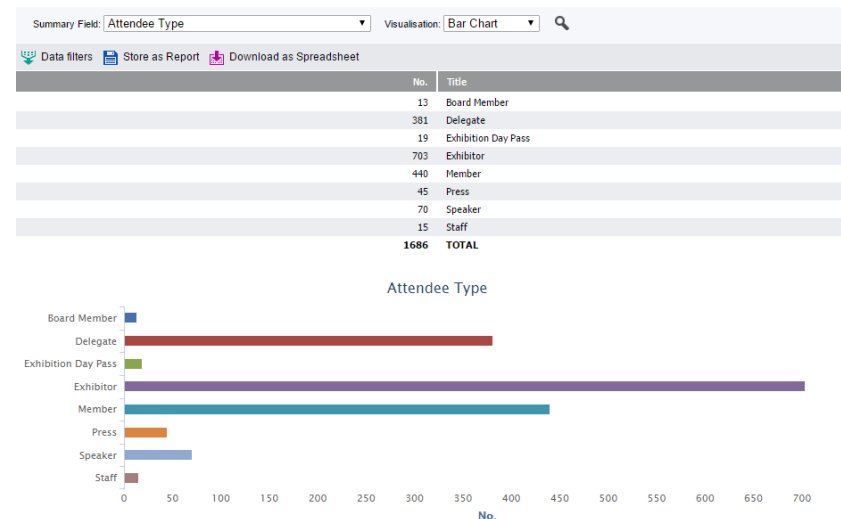 Summary Field: Attendee Type Visualisation: Bar Chart
Data filters Store as Report Download as Spreadsheet
No. Title
13 Board Member
381 Delegate
19 Exhibition Day Pass
703 Exhibitor
440 Member
45 Press
70 Speaker
15 Staff
1686 TOTAL
Attendee Type
Board Member
Delegate
Exhibition Day Pass
Exhibitor
Member
Press
Speaker
Staff
0 50 100 150 200 250 300 350 400 450 500 550 600 650 700
No.